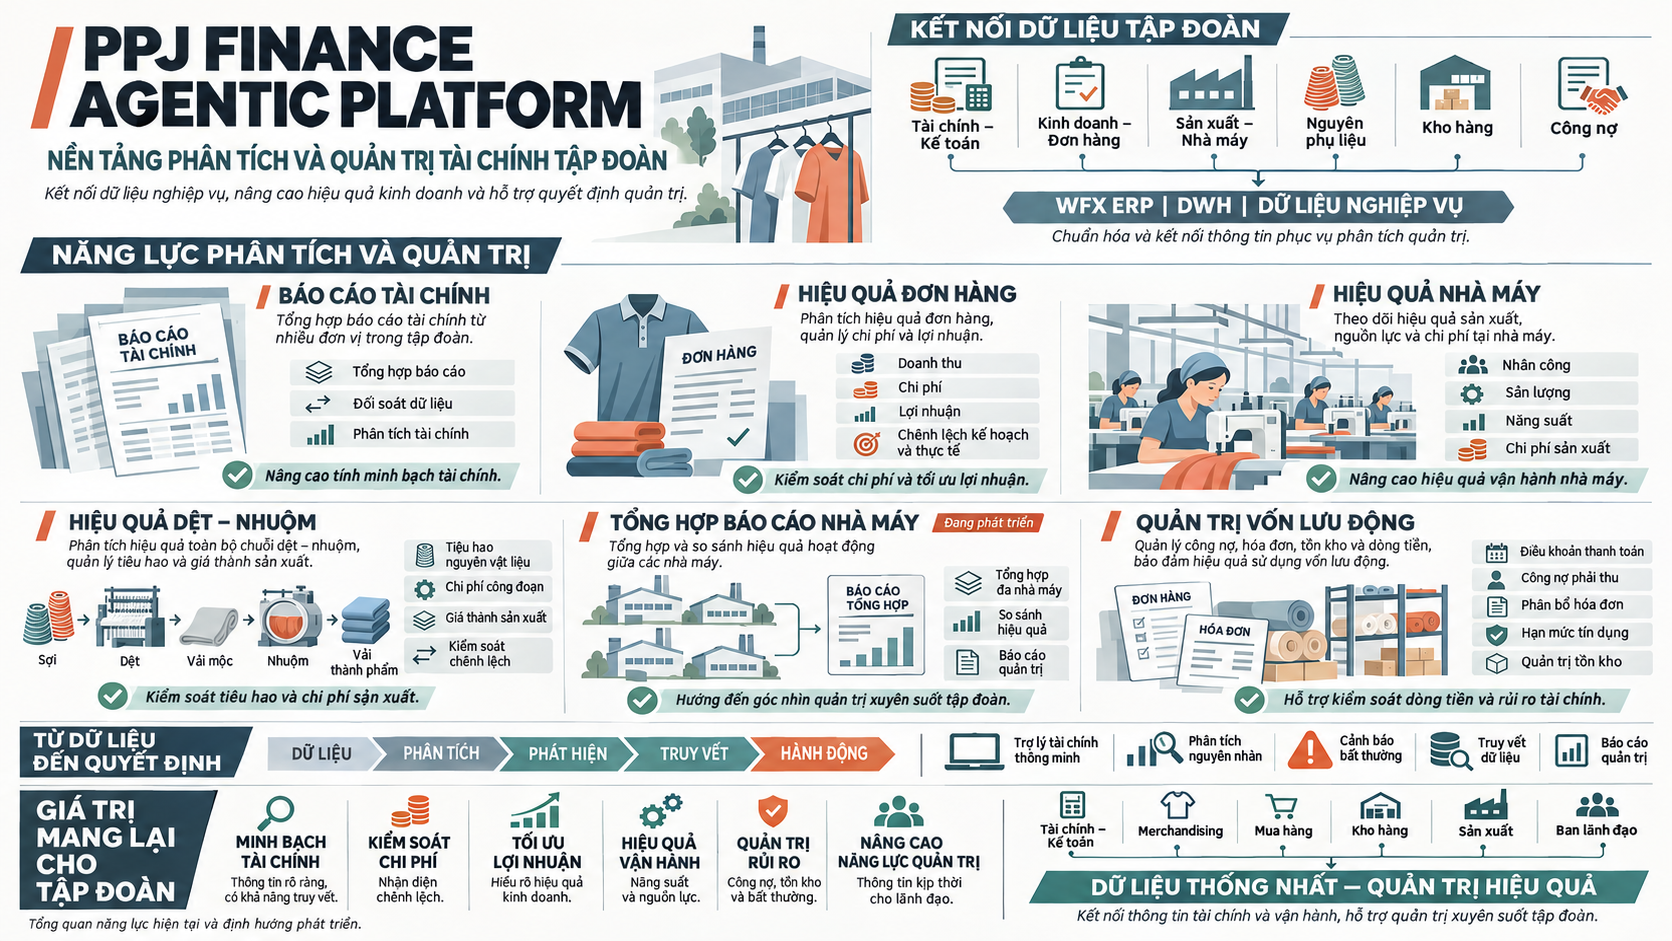 PPJ FINANCE
AGENTIC PLATFORM
NỀN TẢNG PHÂN TÍCH VÀ QUẢN TRỊ TÀI CHÍNH TẬP ĐOÀN
Kết nối dữ liệu nghiệp vụ, nâng cao hiệu quả kinh doanh và hỗ trợ quyết định quản trị.
KẾT NỐI DỮ LIỆU TẬP ĐOÀN
Tài chính –
Kế toán
Kinh doanh –
Đơn hàng
Sản xuất –
Nhà máy
Nguyên
phụ liệu
Kho hàng
Công nợ
WFX ERP | DWH | DỮ LIỆU NGHIỆP VỤ
Chuẩn hóa và kết nối thông tin phục vụ phân tích quản trị.
NĂNG LỰC PHÂN TÍCH VÀ QUẢN TRỊ
BÁO CÁO
TÀI CHÍNH
BÁO CÁO TÀI CHÍNH
Tổng hợp báo cáo tài chính từ
nhiều đơn vị trong tập đoàn.
Tổng hợp báo cáo
Đối soát dữ liệu
Phân tích tài chính
Nâng cao tính minh bạch tài chính.
ĐƠN HÀNG
HIỆU QUẢ ĐƠN HÀNG
Phân tích hiệu quả đơn hàng,
quản lý chi phí và lợi nhuận.
Doanh thu
Chi phí
Lợi nhuận
Chênh lệch kế hoạch
và thực tế
Kiểm soát chi phí và tối ưu lợi nhuận.
HIỆU QUẢ NHÀ MÁY
Theo dõi hiệu quả sản xuất,
nguồn lực và chi phí tại nhà máy.
Nhân công
Sản lượng
Năng suất
Chi phí sản xuất
Nâng cao hiệu quả vận hành nhà máy.
HIỆU QUẢ DỆT – NHUỘM
Phân tích hiệu quả toàn bộ chuỗi dệt – nhuộm,
quản lý tiêu hao và giá thành sản xuất.
Sợi
Dệt
Vải mộc
Nhuộm
Vải
thành phẩm
Tiêu hao
nguyên vật liệu
Chi phí công đoạn
Giá thành sản xuất
Kiểm soát
chênh lệch
Kiểm soát tiêu hao và chi phí sản xuất.
TỔNG HỢP BÁO CÁO NHÀ MÁY
Đang phát triển
Tổng hợp và so sánh hiệu quả hoạt động
giữa các nhà máy.
BÁO CÁO
TỔNG HỢP
Tổng hợp
đa nhà máy
So sánh
hiệu quả
Báo cáo
quản trị
Hướng đến góc nhìn quản trị xuyên suốt tập đoàn.
QUẢN TRỊ VỐN LƯU ĐỘNG
Quản lý công nợ, hóa đơn, tồn kho và dòng tiền,
bảo đảm hiệu quả sử dụng vốn lưu động.
ĐƠN HÀNG
HÓA ĐƠN
Điều khoản thanh toán
Công nợ phải thu
Phân bổ hóa đơn
Hạn mức tín dụng
Quản trị tồn kho
Hỗ trợ kiểm soát dòng tiền và rủi ro tài chính.
TỪ DỮ LIỆU
ĐẾN QUYẾT ĐỊNH
DỮ LIỆU
PHÂN TÍCH
PHÁT HIỆN
TRUY VẾT
HÀNH ĐỘNG
Trợ lý tài chính
thông minh
Phân tích
nguyên nhân
Cảnh báo
bất thường
Truy vết
dữ liệu
Báo cáo
quản trị
GIÁ TRỊ
MANG LẠI
CHO
TẬP ĐOÀN
MINH BẠCH
TÀI CHÍNH
Thông tin rõ ràng,
có khả năng truy vết.
KIỂM SOÁT
CHI PHÍ
Nhận diện
chênh lệch.
TỐI ƯU
LỢI NHUẬN
Hiểu rõ hiệu quả
kinh doanh.
HIỆU QUẢ
VẬN HÀNH
Năng suất
và nguồn lực.
QUẢN TRỊ
RỦI RO
Công nợ, tồn kho
và bất thường.
NÂNG CAO
NĂNG LỰC QUẢN TRỊ
Thông tin kịp thời
cho lãnh đạo.
Tài chính –
Kế toán
Merchandising
Mua hàng
Kho hàng
Sản xuất
Ban lãnh đạo
DỮ LIỆU THỐNG NHẤT – QUẢN TRỊ HIỆU QUẢ
Kết nối thông tin tài chính và vận hành, hỗ trợ quản trị xuyên suốt tập đoàn.
Tổng quan năng lực hiện tại và định hướng phát triển.